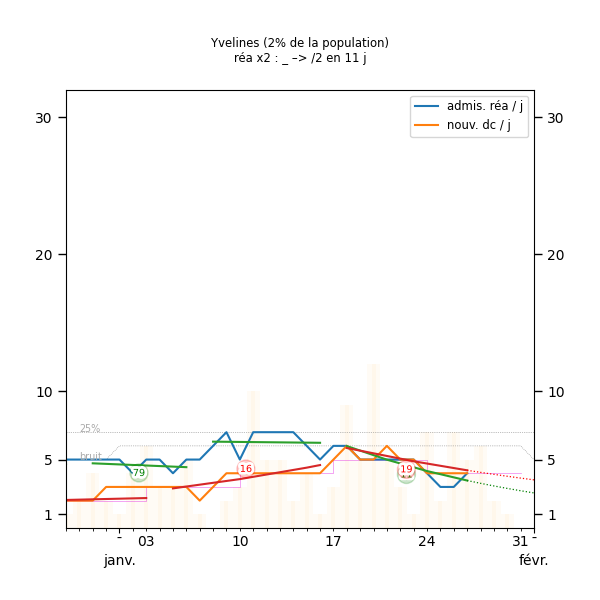 Yvelines (2% de la population)
réa x2 : _ –> /2 en 11 j
admis. réa / j
nouv. dc / j
30
30
20
20
10
10
25%
bruit
5
5
79
16
19
1
1
03
10
17
24
31
janv.
févr.